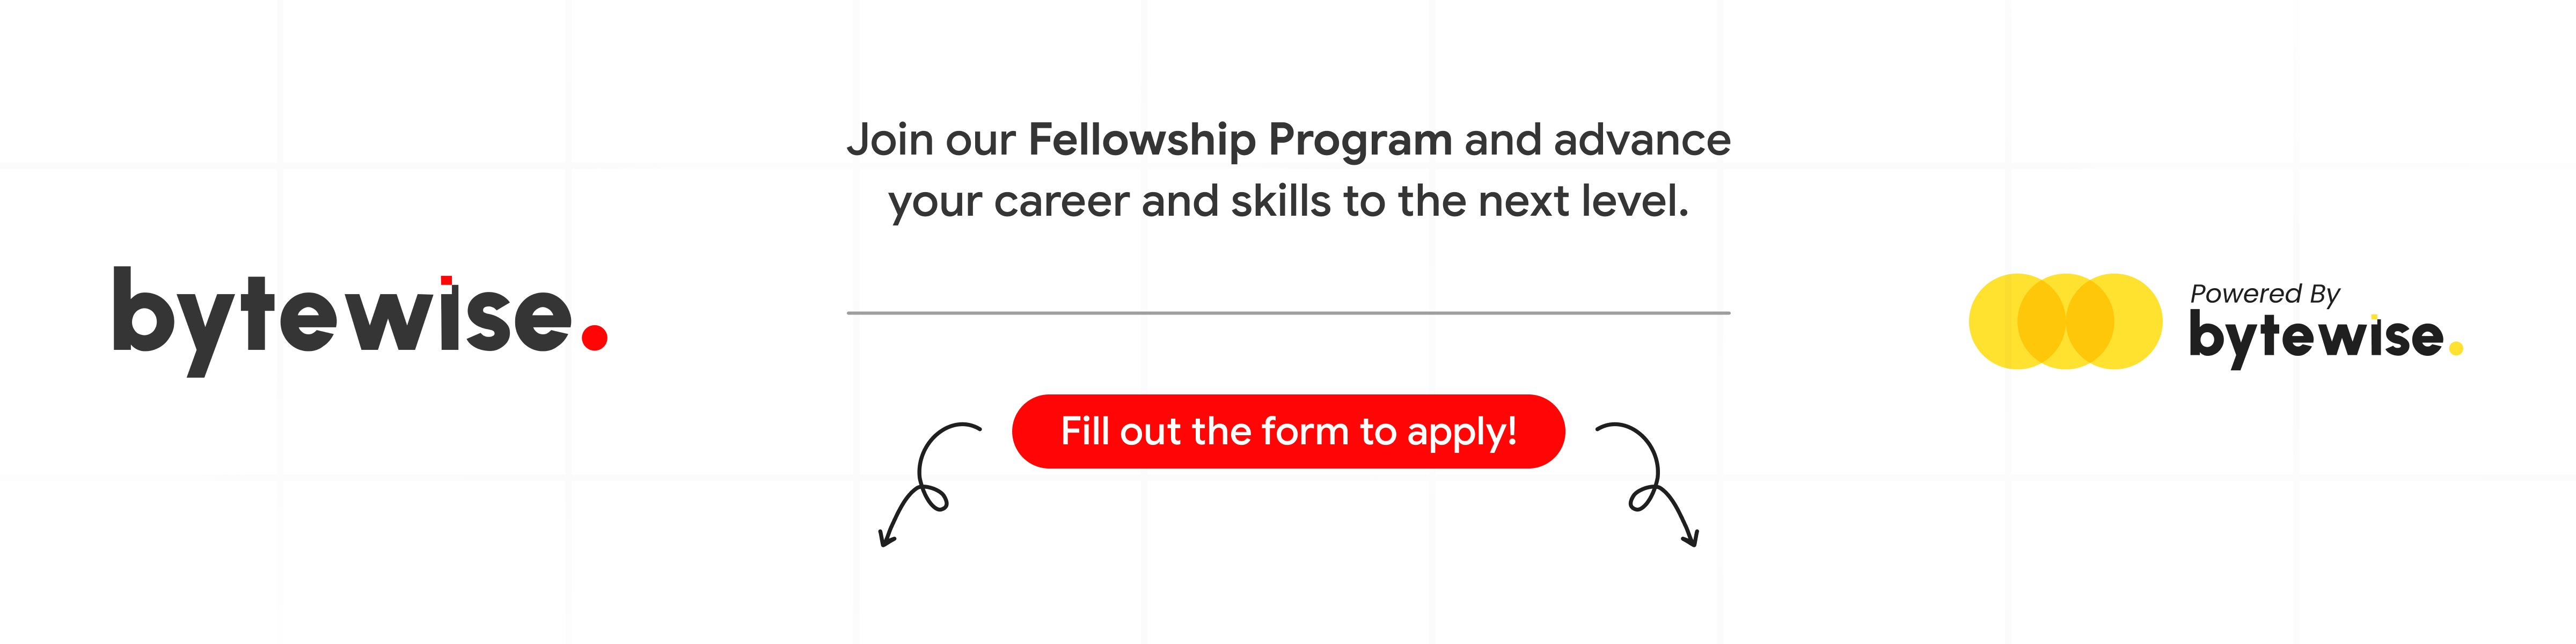 bytewise.
Join our Fellowship Program and advance
your career and skills to the next level.
Fill out the form to apply!
Powered By
bytewise.